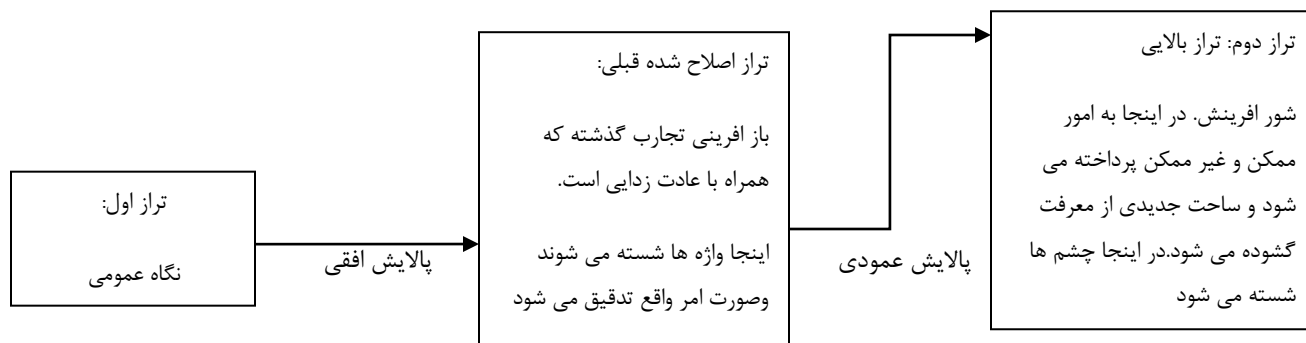 تراز اول:
نگاه عمومی
پالایش افقی
تراز اصلاح شده قبلی:
باز افرینی تجارب گذشته که
همراه با عادت زدایی است.
اینجا واژه ها شسته می شوند
وصورت امر واقع تدقیق می شود
پالایش عمودی
تراز دوم: تراز بالایی
شور افرینش. در اینجا به امور
ممکن و غیر ممکن پرداخته می
شود و ساحت جدیدی از معرفت
گشوده می شود.در اینجا چشم ها
شسته می شود